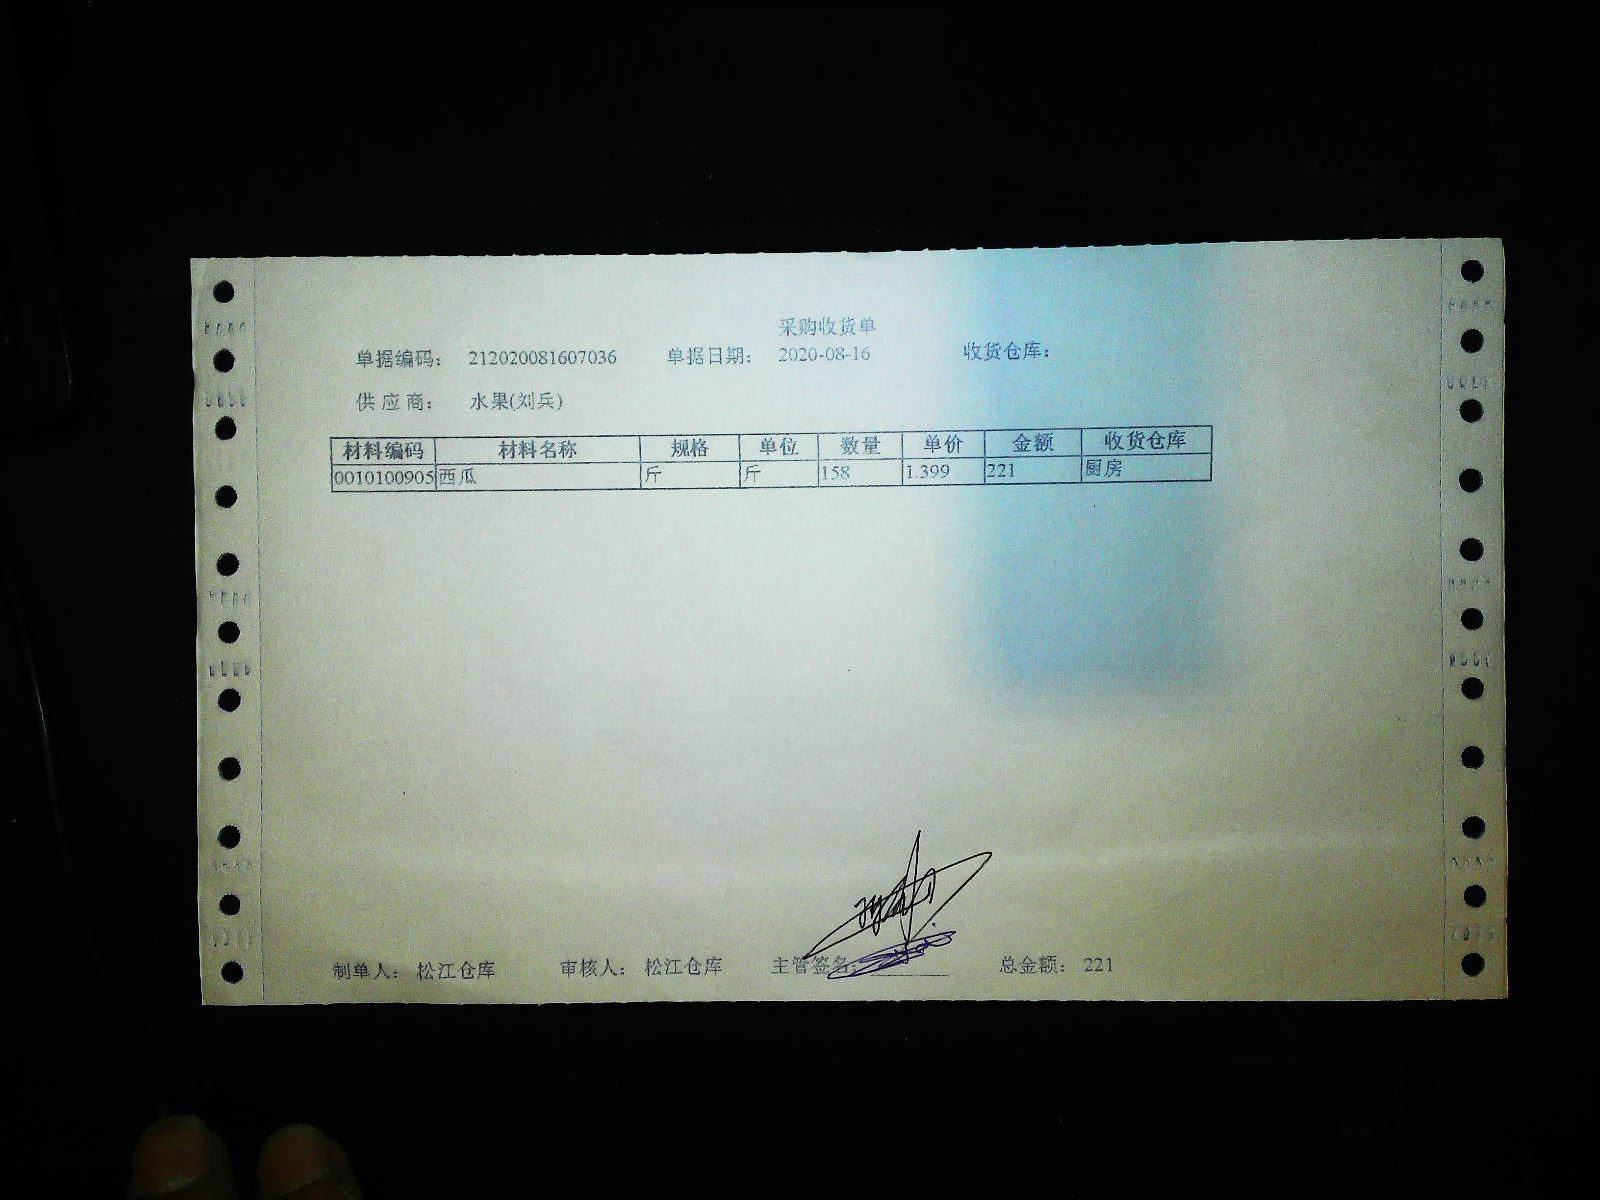 采购收货单
单据编码： 212020081607036 单据日期： 2020-08-16 收货仓库：
供 应 商： 水果(刘兵)
材料编码 材料名称 规格 单位 数量 单价 金额 收货仓库
0010100905 西瓜 斤 斤 158 1.399 221 厨房
制单人： 松江仓库 审核人： 松江仓库 主管签名： 总金额： 221